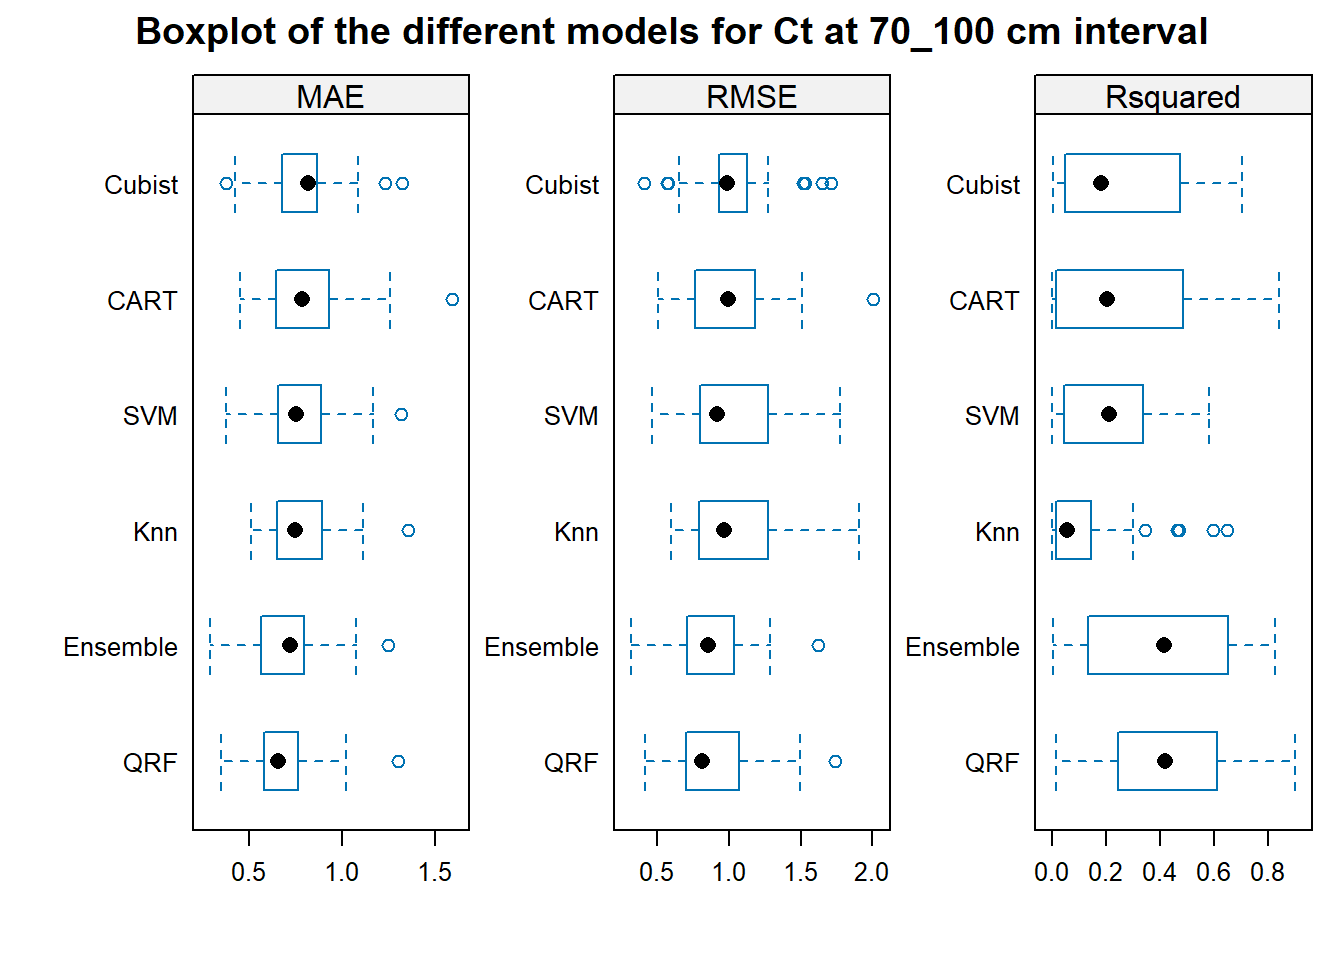 Boxplot of the different models for Ct at 70_100 cm interval
MAE
Cubist
CART
SVM
Knn
Ensemble
QRF
0.5 1.0 1.5
RMSE
Cubist
CART
SVM
Knn
Ensemble
QRF
0.5 1.0 1.5 2.0
Rsquared
Cubist
CART
SVM
Knn
Ensemble
QRF
0.0 0.2 0.4 0.6 0.8